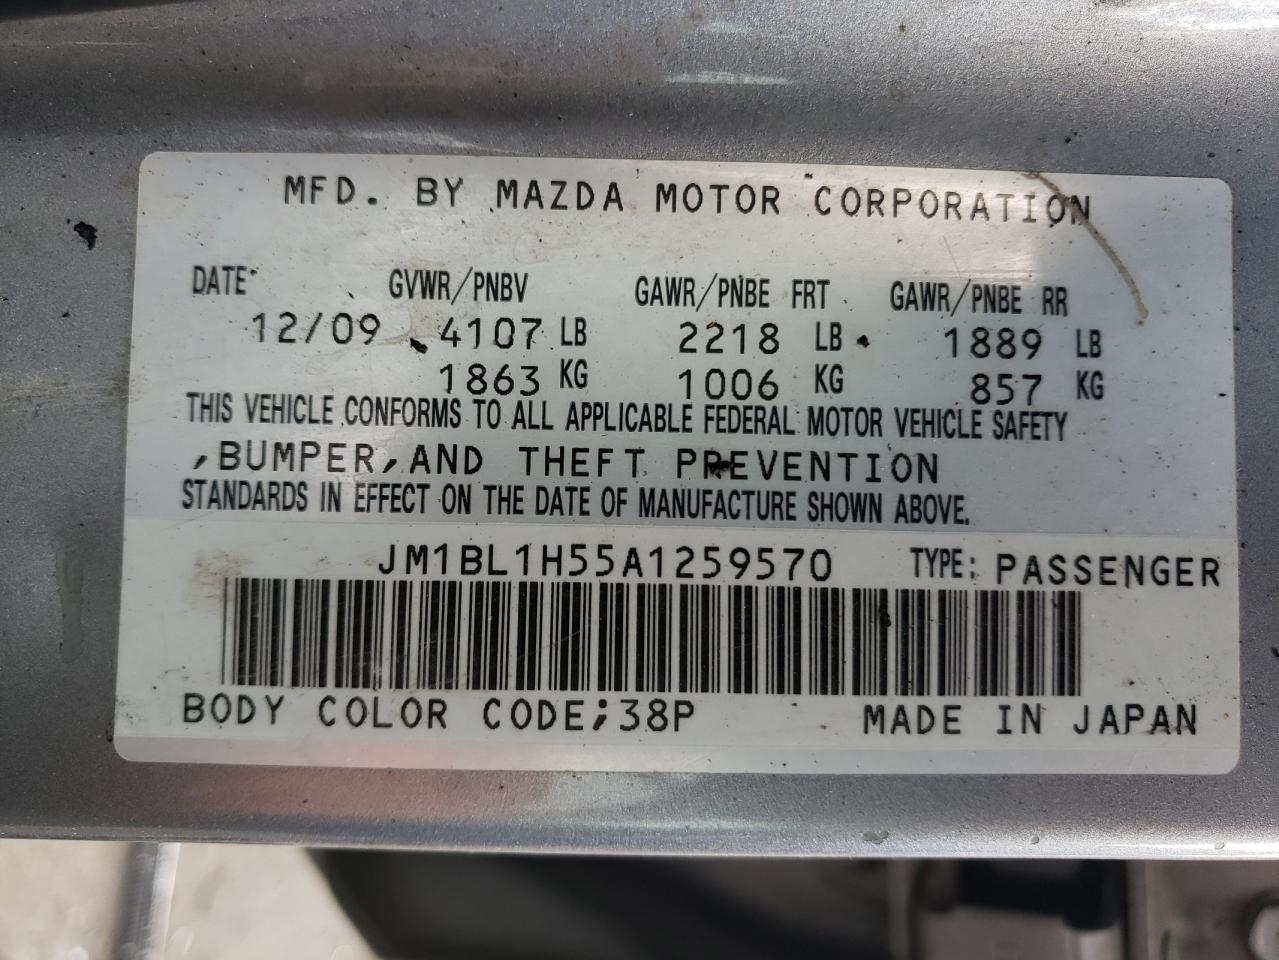 MFD. BY MAZDA MOTOR CORPORATION
DATE GVWR/PNBV GAWR/PNBE FRT GAWR/PNBE RR
12/09 4107 LB 2218 LB 1889 LB
1863 KG 1006 KG 857 KG
THIS VEHICLE CONFORMS TO ALL APPLICABLE FEDERAL MOTOR VEHICLE SAFETY
,BUMPER,AND THEFT PREVENTION
STANDARDS IN EFFECT ON THE DATE OF MANUFACTURE SHOWN ABOVE.
JM1BL1H55A1259570 TYPE: PASSENGER
BODY COLOR CODE;38P MADE IN JAPAN